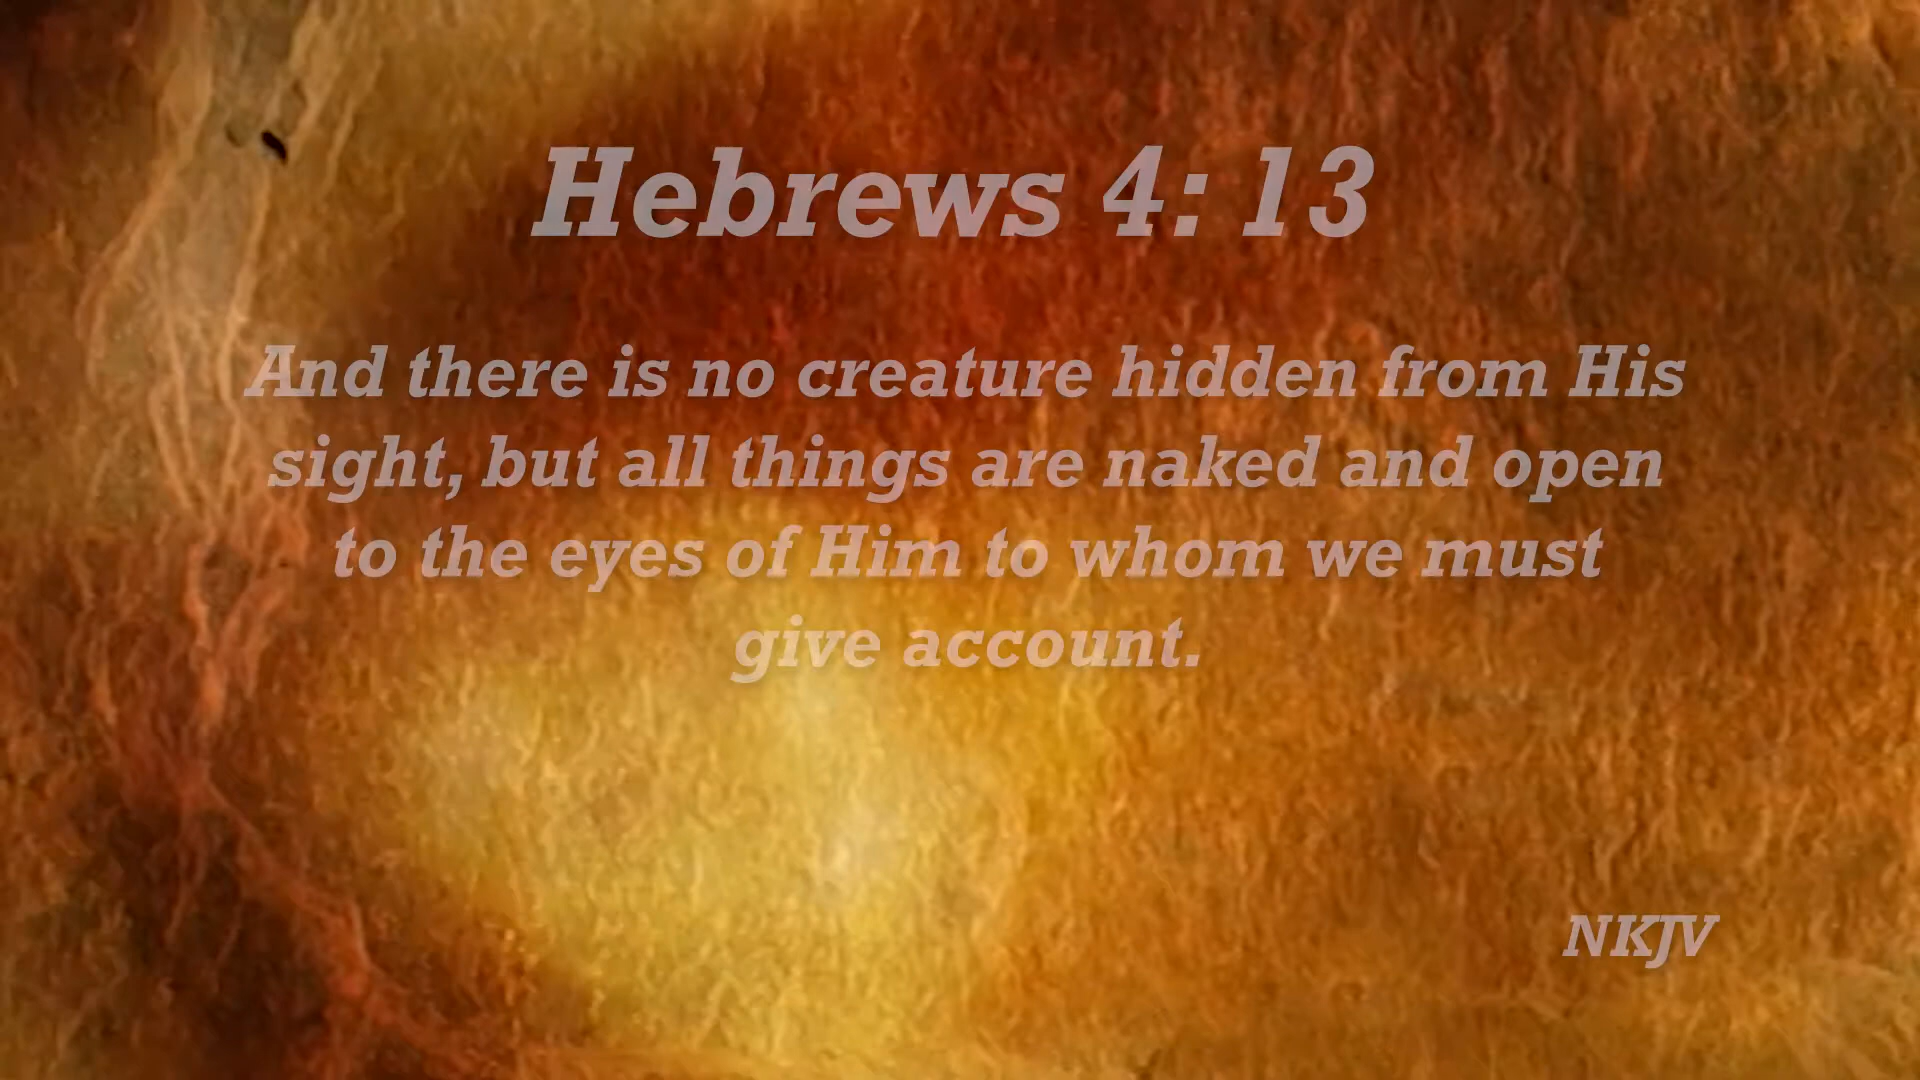 Hebrews 4: 13
And there is no creature hidden from His
sight, but all things are naked and open
to the eyes of Him to whom we must
give account.
NKJV